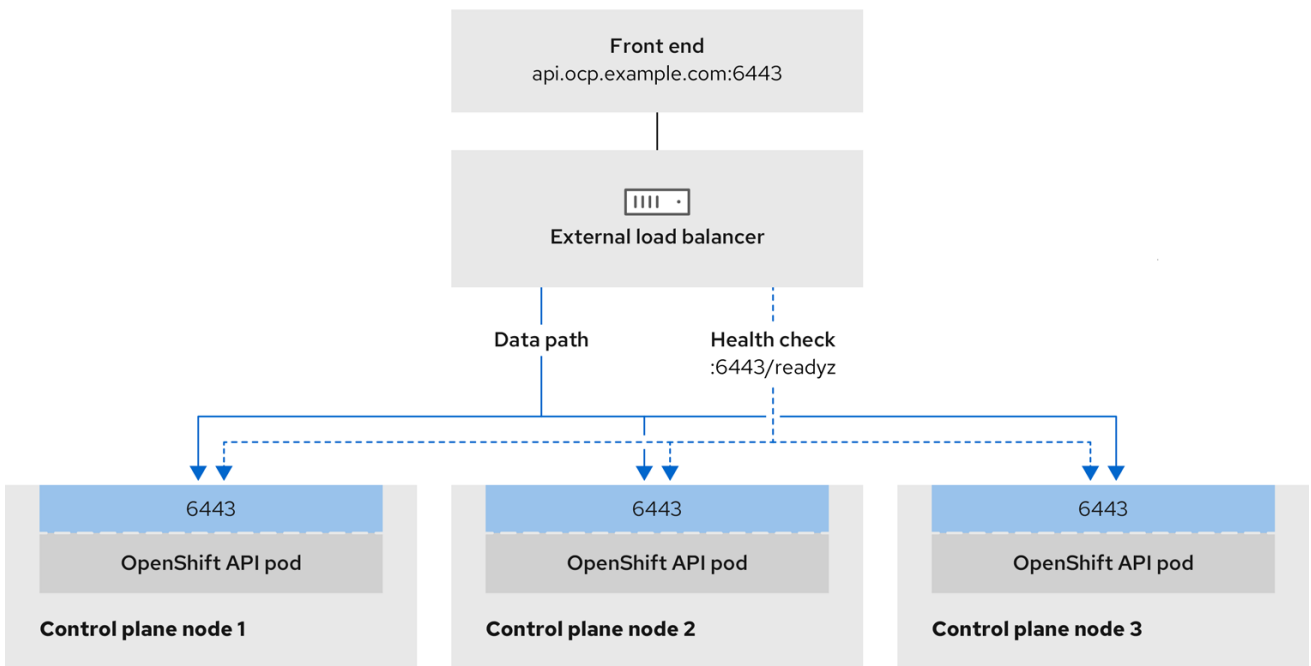 Front end
api.ocp.example.com:6443
External load balancer
Data path
Health check
:6443/readyz
6443
OpenShift API pod
Control plane node 1
6443
OpenShift API pod
Control plane node 2
6443
OpenShift API pod
Control plane node 3